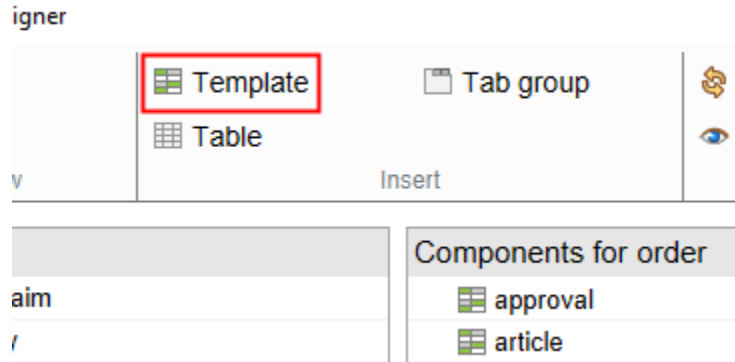 igner
Template Tab group
Table
w Insert
Components for order
aim approval
y article